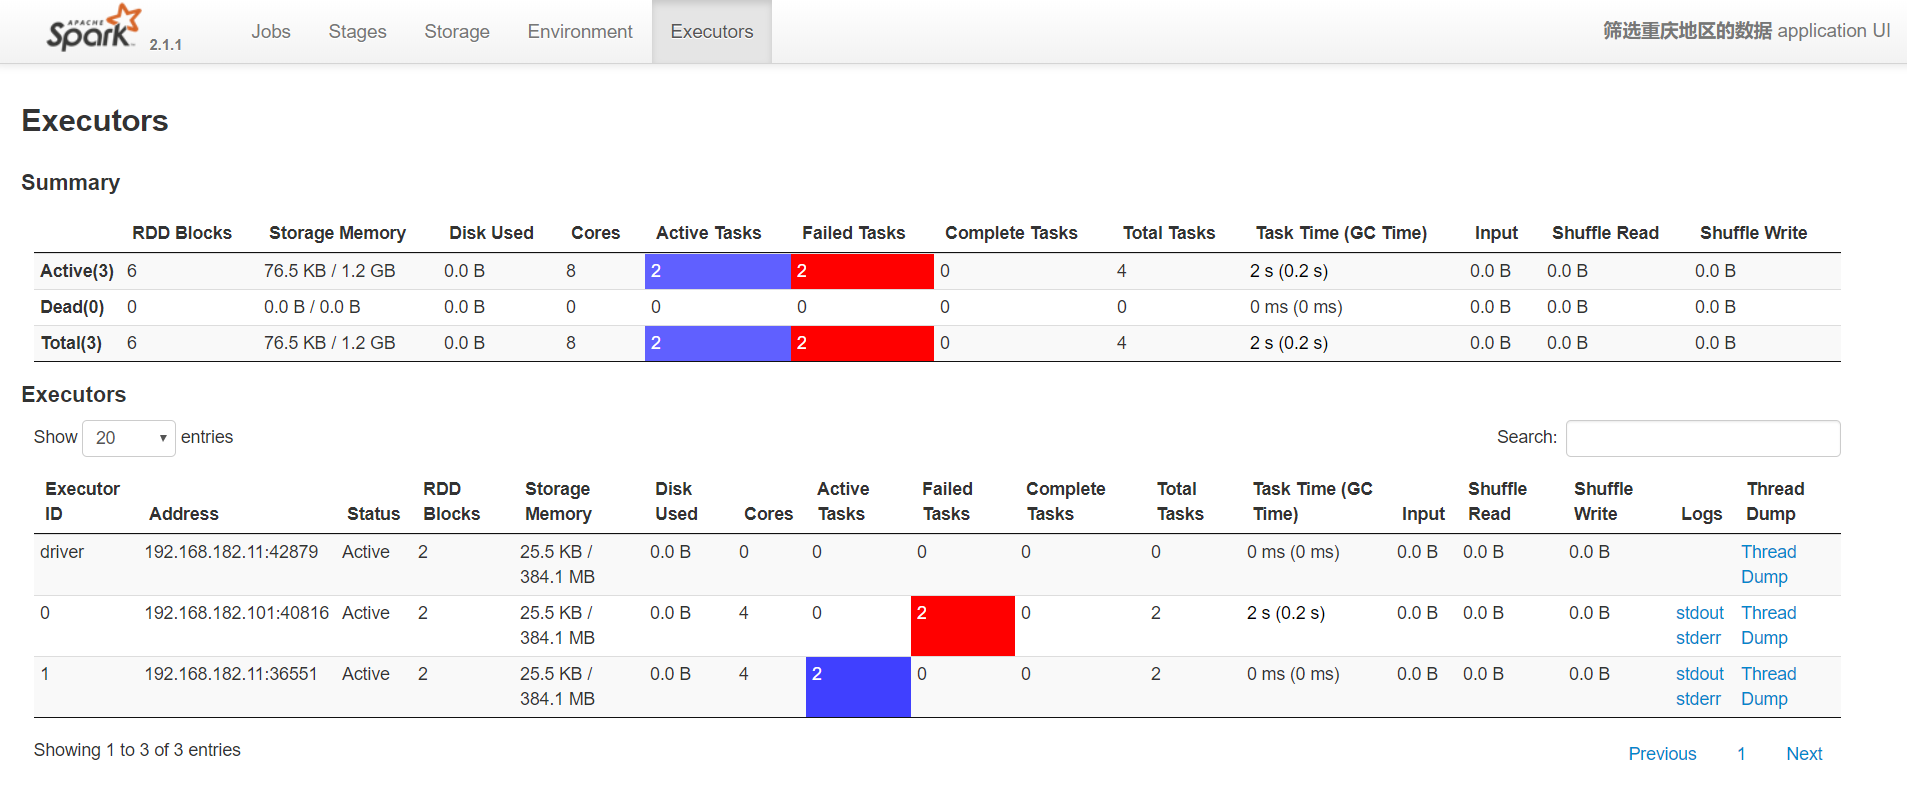 APACHE
Spark 2.1.1 Jobs Stages Storage Environment Executors 筛选重庆地区的数据 application UI
Executors
Summary
RDD Blocks Storage Memory Disk Used Cores Active Tasks Failed Tasks Complete Tasks Total Tasks Task Time (GC Time) Input Shuffle Read Shuffle Write
Active(3) 6 76.5 KB / 1.2 GB 0.0 B 8 2 2 0 4 2 s (0.2 s) 0.0 B 0.0 B 0.0 B
Dead(0) 0 0.0 B / 0.0 B 0.0 B 0 0 0 0 0 0 ms (0 ms) 0.0 B 0.0 B 0.0 B
Total(3) 6 76.5 KB / 1.2 GB 0.0 B 8 2 2 0 4 2 s (0.2 s) 0.0 B 0.0 B 0.0 B
Executors
Show 20 entries Search:
Executor RDD Storage Disk Active Failed Complete Total Task Time (GC Shuffle Shuffle Thread
ID Address Status Blocks Memory Used Cores Tasks Tasks Tasks Tasks Time) Input Read Write Logs Dump
driver 192.168.182.11:42879 Active 2 25.5 KB / 0.0 B 0 0 0 0 0 0 ms (0 ms) 0.0 B 0.0 B 0.0 B Thread
384.1 MB Dump
0 192.168.182.101:40816 Active 2 25.5 KB / 0.0 B 4 0 2 0 2 2 s (0.2 s) 0.0 B 0.0 B 0.0 B stdout Thread
384.1 MB stderr Dump
1 192.168.182.11:36551 Active 2 25.5 KB / 0.0 B 4 2 0 0 2 0 ms (0 ms) 0.0 B 0.0 B 0.0 B stdout Thread
384.1 MB stderr Dump
Showing 1 to 3 of 3 entries Previous 1 Next